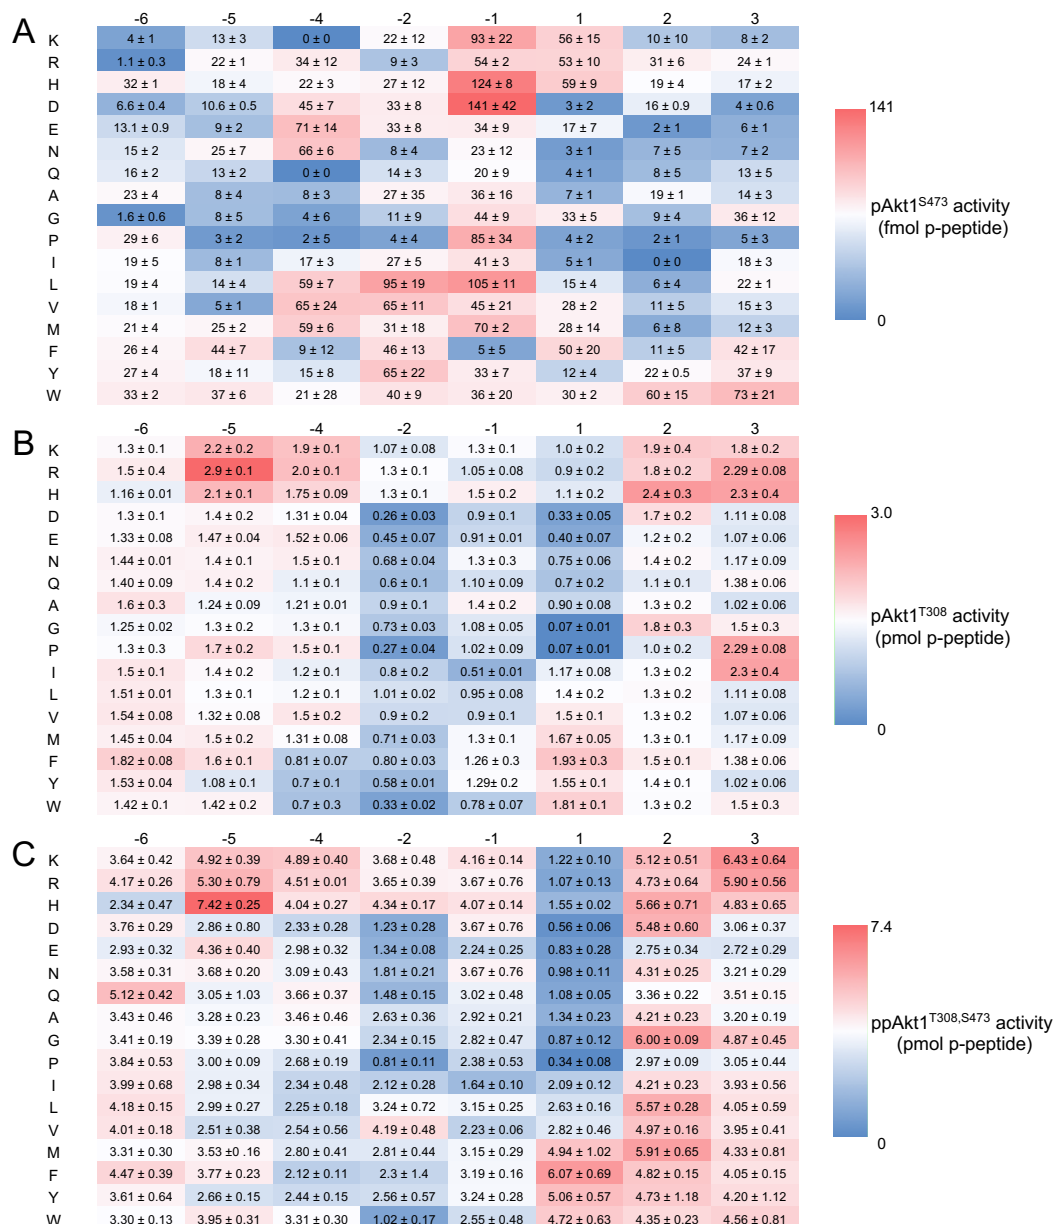 A
-6 -5 -4 -2 -1 1 2 3
K 4 ± 1 13 ± 3 0 ± 0 22 ± 12 93 ± 22 56 ± 15 10 ± 10 8 ± 2
R 1.1 ± 0.3 22 ± 1 34 ± 12 9 ± 3 54 ± 2 53 ± 10 31 ± 6 24 ± 1
H 32 ± 1 18 ± 4 22 ± 3 27 ± 12 124 ± 8 59 ± 9 19 ± 4 17 ± 2
D 6.6 ± 0.4 10.6 ± 0.5 45 ± 7 33 ± 8 141 ± 42 3 ± 2 16 ± 0.9 4 ± 0.6
E 13.1 ± 0.9 9 ± 2 71 ± 14 33 ± 8 34 ± 9 17 ± 7 2 ± 1 6 ± 1
N 15 ± 2 25 ± 7 66 ± 6 8 ± 4 23 ± 12 3 ± 1 7 ± 5 7 ± 2
Q 16 ± 2 13 ± 2 0 ± 0 14 ± 3 20 ± 9 4 ± 1 8 ± 5 13 ± 5
A 23 ± 4 8 ± 4 8 ± 3 27 ± 35 36 ± 16 7 ± 1 19 ± 1 14 ± 3
G 1.6 ± 0.6 8 ± 5 4 ± 6 11 ± 9 44 ± 9 33 ± 5 9 ± 4 36 ± 12
P 29 ± 6 3 ± 2 2 ± 5 4 ± 4 85 ± 34 4 ± 2 2 ± 1 5 ± 3
I 19 ± 5 8 ± 1 17 ± 3 27 ± 5 41 ± 3 5 ± 1 0 ± 0 18 ± 3
L 19 ± 4 14 ± 4 59 ± 7 95 ± 19 105 ± 11 15 ± 4 6 ± 4 22 ± 1
V 18 ± 1 5 ± 1 65 ± 24 65 ± 11 45 ± 21 28 ± 2 11 ± 5 15 ± 3
M 21 ± 4 25 ± 2 59 ± 6 31 ± 18 70 ± 2 28 ± 14 6 ± 8 12 ± 3
F 26 ± 4 44 ± 7 9 ± 12 46 ± 13 5 ± 5 50 ± 20 11 ± 5 42 ± 17
Y 27 ± 4 18 ± 11 15 ± 8 65 ± 22 33 ± 7 12 ± 4 22 ± 0.5 37 ± 9
W 33 ± 2 37 ± 6 21 ± 28 40 ± 9 36 ± 20 30 ± 2 60 ± 15 73 ± 21
141
pAkt1S473 activity
(fmol p-peptide)
0
B
-6 -5 -4 -2 -1 1 2 3
K 1.3 ± 0.1 2.2 ± 0.2 1.9 ± 0.1 1.07 ± 0.08 1.3 ± 0.1 1.0 ± 0.2 1.9 ± 0.4 1.8 ± 0.2
R 1.5 ± 0.4 2.9 ± 0.1 2.0 ± 0.1 1.3 ± 0.1 1.05 ± 0.08 0.9 ± 0.2 1.8 ± 0.2 2.29 ± 0.08
H 1.16 ± 0.01 2.1 ± 0.1 1.75 ± 0.09 1.3 ± 0.1 1.5 ± 0.2 1.1 ± 0.2 2.4 ± 0.3 2.3 ± 0.4
D 1.3 ± 0.1 1.4 ± 0.2 1.31 ± 0.04 0.26 ± 0.03 0.9 ± 0.1 0.33 ± 0.05 1.7 ± 0.2 1.11 ± 0.08
E 1.33 ± 0.08 1.47 ± 0.04 1.52 ± 0.06 0.45 ± 0.07 0.91 ± 0.01 0.40 ± 0.07 1.2 ± 0.2 1.07 ± 0.06
N 1.44 ± 0.01 1.4 ± 0.1 1.5 ± 0.1 0.68 ± 0.04 1.3 ± 0.3 0.75 ± 0.06 1.4 ± 0.2 1.17 ± 0.09
Q 1.40 ± 0.09 1.4 ± 0.2 1.1 ± 0.1 0.6 ± 0.1 1.10 ± 0.09 0.7 ± 0.2 1.1 ± 0.1 1.38 ± 0.06
A 1.6 ± 0.3 1.24 ± 0.09 1.21 ± 0.01 0.9 ± 0.1 1.4 ± 0.2 0.90 ± 0.08 1.3 ± 0.2 1.02 ± 0.06
G 1.25 ± 0.02 1.3 ± 0.2 1.3 ± 0.1 0.73 ± 0.03 1.08 ± 0.05 0.07 ± 0.01 1.8 ± 0.3 1.5 ± 0.3
P 1.3 ± 0.3 1.7 ± 0.2 1.5 ± 0.1 0.27 ± 0.04 1.02 ± 0.09 0.07 ± 0.01 1.0 ± 0.2 2.29 ± 0.08
I 1.5 ± 0.1 1.4 ± 0.2 1.2 ± 0.1 0.8 ± 0.2 0.51 ± 0.01 1.17 ± 0.08 1.3 ± 0.2 2.3 ± 0.4
L 1.51 ± 0.01 1.3 ± 0.1 1.2 ± 0.1 1.01 ± 0.02 0.95 ± 0.08 1.4 ± 0.2 1.3 ± 0.2 1.11 ± 0.08
V 1.54 ± 0.08 1.32 ± 0.08 1.5 ± 0.2 0.9 ± 0.2 0.9 ± 0.1 1.5 ± 0.1 1.3 ± 0.2 1.07 ± 0.06
M 1.45 ± 0.04 1.5 ± 0.2 1.31 ± 0.08 0.71 ± 0.03 1.3 ± 0.1 1.67 ± 0.05 1.3 ± 0.1 1.17 ± 0.09
F 1.82 ± 0.08 1.6 ± 0.1 0.81 ± 0.07 0.80 ± 0.03 1.26 ± 0.3 1.93 ± 0.3 1.5 ± 0.1 1.38 ± 0.06
Y 1.53 ± 0.04 1.08 ± 0.1 0.7 ± 0.1 0.58 ± 0.01 1.29± 0.2 1.55 ± 0.1 1.4 ± 0.1 1.02 ± 0.06
W 1.42 ± 0.1 1.42 ± 0.2 0.7 ± 0.3 0.33 ± 0.02 0.78 ± 0.07 1.81 ± 0.1 1.3 ± 0.2 1.5 ± 0.3
3.0
pAkt1T308 activity
(pmol p-peptide)
0
C
-6 -5 -4 -2 -1 1 2 3
K 3.64 ± 0.42 4.92 ± 0.39 4.89 ± 0.40 3.68 ± 0.48 4.16 ± 0.14 1.22 ± 0.10 5.12 ± 0.51 6.43 ± 0.64
R 4.17 ± 0.26 5.30 ± 0.79 4.51 ± 0.01 3.65 ± 0.39 3.67 ± 0.76 1.07 ± 0.13 4.73 ± 0.64 5.90 ± 0.56
H 2.34 ± 0.47 7.42 ± 0.25 4.04 ± 0.27 4.34 ± 0.17 4.07 ± 0.14 1.55 ± 0.02 5.66 ± 0.71 4.83 ± 0.65
D 3.76 ± 0.29 2.86 ± 0.80 2.33 ± 0.28 1.23 ± 0.28 3.67 ± 0.76 0.56 ± 0.06 5.48 ± 0.60 3.06 ± 0.37
E 2.93 ± 0.32 4.36 ± 0.40 2.98 ± 0.32 1.34 ± 0.08 2.24 ± 0.25 0.83 ± 0.28 2.75 ± 0.34 2.72 ± 0.29
N 3.58 ± 0.31 3.68 ± 0.20 3.09 ± 0.43 1.81 ± 0.21 3.67 ± 0.76 0.98 ± 0.11 4.31 ± 0.25 3.21 ± 0.29
Q 5.12 ± 0.42 3.05 ± 1.03 3.66 ± 0.37 1.48 ± 0.15 3.02 ± 0.48 1.08 ± 0.05 3.36 ± 0.22 3.51 ± 0.15
A 3.43 ± 0.46 3.28 ± 0.23 3.46 ± 0.46 2.63 ± 0.36 2.92 ± 0.21 1.34 ± 0.23 4.21 ± 0.23 3.20 ± 0.19
G 3.41 ± 0.19 3.39 ± 0.28 3.30 ± 0.41 2.34 ± 0.15 2.82 ± 0.47 0.87 ± 0.12 6.00 ± 0.09 4.87 ± 0.45
P 3.84 ± 0.53 3.00 ± 0.09 2.68 ± 0.19 0.81 ± 0.11 2.38 ± 0.53 0.34 ± 0.08 2.97 ± 0.09 3.05 ± 0.44
I 3.99 ± 0.68 2.98 ± 0.34 2.34 ± 0.48 2.12 ± 0.28 1.64 ± 0.10 2.09 ± 0.12 4.21 ± 0.23 3.93 ± 0.56
L 4.18 ± 0.15 2.99 ± 0.27 2.25 ± 0.18 3.24 ± 0.72 3.15 ± 0.25 2.63 ± 0.16 5.57 ± 0.28 4.05 ± 0.59
V 4.01 ± 0.18 2.51 ± 0.38 2.54 ± 0.56 4.19 ± 0.48 2.23 ± 0.06 2.82 ± 0.46 4.97 ± 0.16 3.95 ± 0.41
M 3.31 ± 0.30 3.53 ±0 .16 2.80 ± 0.41 2.81 ± 0.44 3.15 ± 0.29 4.94 ± 1.02 5.91 ± 0.65 4.33 ± 0.81
F 4.47 ± 0.39 3.77 ± 0.23 2.12 ± 0.11 2.3 ± 1.4 3.19 ± 0.16 6.07 ± 0.69 4.82 ± 0.15 4.05 ± 0.15
Y 3.61 ± 0.64 2.66 ± 0.15 2.44 ± 0.15 2.56 ± 0.57 3.24 ± 0.28 5.06 ± 0.57 4.73 ± 1.18 4.20 ± 1.12
W 3.30 ± 0.13 3.95 ± 0.31 3.31 ± 0.30 1.02 ± 0.17 2.55 ± 0.48 4.72 ± 0.63 4.35 ± 0.23 4.56 ± 0.81
7.4
ppAkt1T308,S473 activity
(pmol p-peptide)
0